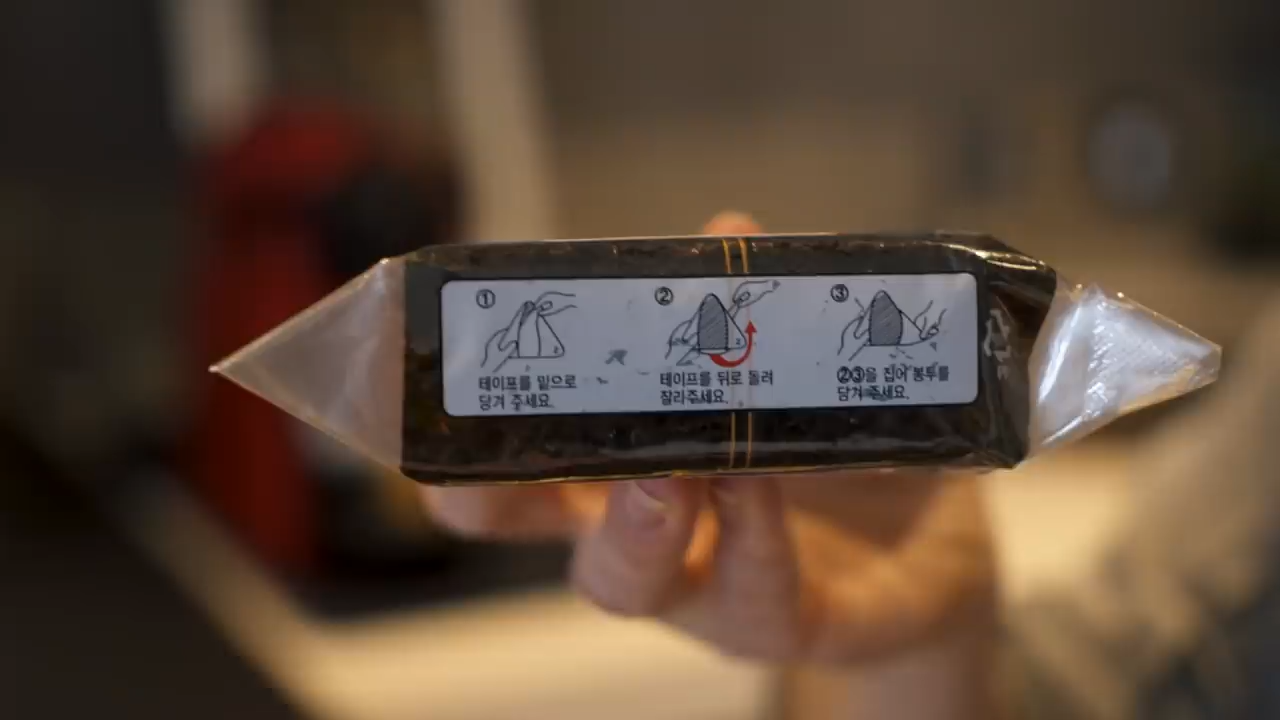 ①
테이프를 밑으로
당겨 주세요.
②
테이프를 뒤로 돌려
잘라주세요.
③
②③을 집어 봉투를
당겨 주세요.